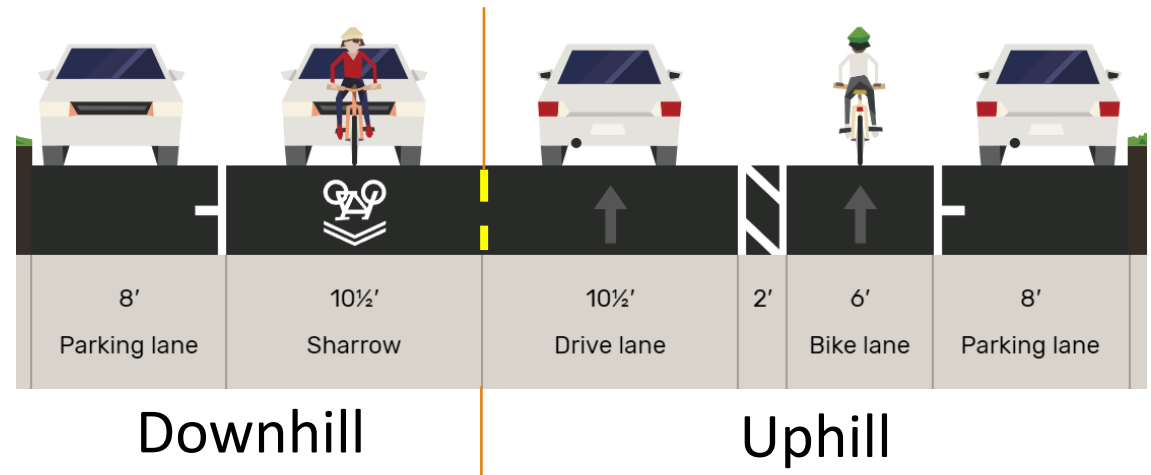 8′ 10½′ 10½′ 2′ 6′ 8′
Parking lane Sharrow Drive lane Bike lane Parking lane
Downhill Uphill